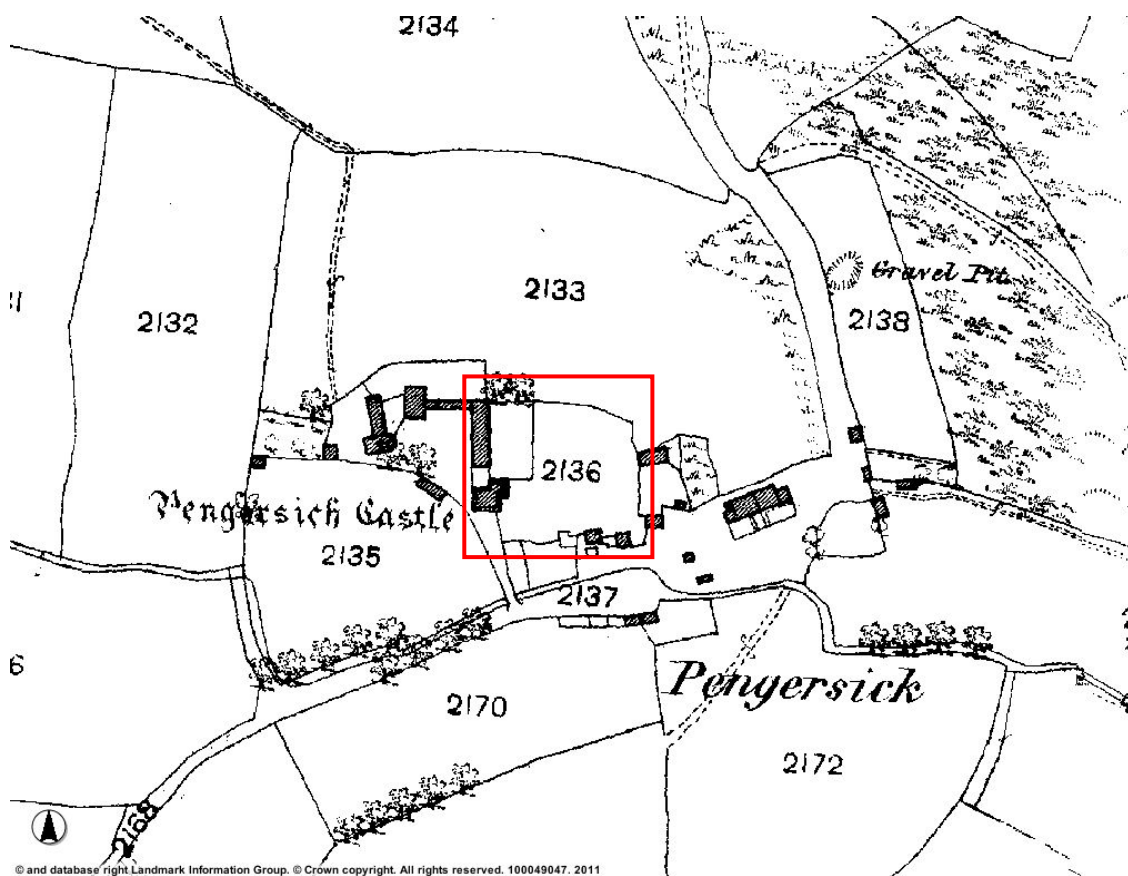 2134
2133
Gravel Pit.
2132
2138
2136
Pengersick Castle
2135
2137
Pengersick
2170
2172
2168
© and database right Landmark Information Group. © Crown copyright. All rights reserved. 100049047. 2011